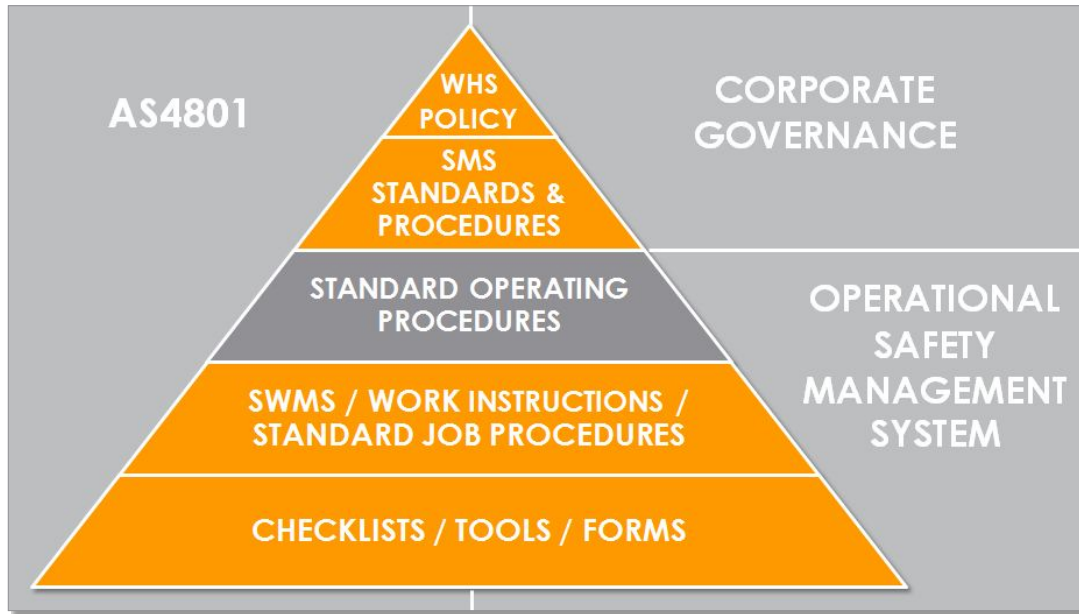 AS4801
WHS
POLICY
SMS
STANDARDS &
PROCEDURES
STANDARD OPERATING
PROCEDURES
SWMS / WORK INSTRUCTIONS /
STANDARD JOB PROCEDURES
CHECKLISTS / TOOLS / FORMS
CORPORATE
GOVERNANCE
OPERATIONAL
SAFETY
MANAGEMENT
SYSTEM